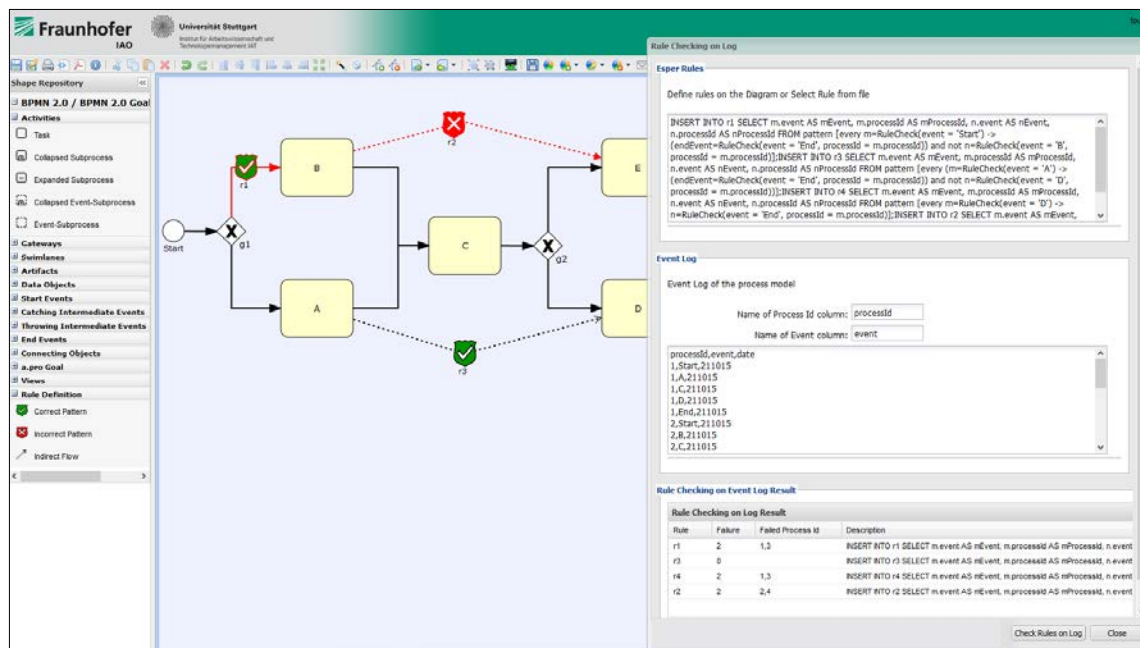 Fraunhofer
IAO
Universität Stuttgart
Institut für Arbeitswissenschaft und
Technologiemanagement IAT
Shape Repository
BPMN 2.0 / BPMN 2.0 Goal
Activities
Task
Collapsed Subprocess
Expanded Subprocess
Collapsed Event-Subprocess
Event-Subprocess
Gateways
Swimlanes
Artifacts
Data Objects
Start Events
Catching Intermediate Events
Throwing Intermediate Events
End Events
Connecting Objects
a.pro Goal
Views
Rule Definition
Correct Pattern
Incorrect Pattern
Indirect Flow
Start
g1
r1
B
A
r2
C
r3
g2
E
D
Rule Checking on Log
Esper Rules
Define rules on the Diagram or Select Rule from file
INSERT INTO r1 SELECT m.event AS mEvent, m.processId AS mProcessId, n.event AS nEvent,
n.processId AS nProcessId FROM pattern [every m=RuleCheck(event = 'Start') ->
(endEvent=RuleCheck(event = 'End', processId = m.processId)) and not n=RuleCheck(event = 'B',
processId = m.processId)];INSERT INTO r3 SELECT m.event AS mEvent, m.processId AS mProcessId,
n.event AS nEvent, n.processId AS nProcessId FROM pattern [every (m=RuleCheck(event = 'A') ->
(endEvent=RuleCheck(event = 'End', processId = m.processId)) and not n=RuleCheck(event = 'D',
processId = m.processId))];INSERT INTO r4 SELECT m.event AS mEvent, m.processId AS mProcessId,
n.event AS nEvent, n.processId AS nProcessId FROM pattern [every m=RuleCheck(event = 'D') ->
n=RuleCheck(event = 'End', processId = m.processId)];INSERT INTO r2 SELECT m.event AS mEvent,
Event Log
Event Log of the process model
Name of Process Id column: processId
Name of Event column: event
processId,event,date
1,Start,211015
1,A,211015
1,C,211015
1,D,211015
1,End,211015
2,Start,211015
2,B,211015
2,C,211015
Rule Checking on Event Log Result
Rule Checking on Log Result
Rule Failure Failed Process Id Description
r1 2 1,3 INSERT INTO r1 SELECT m.event AS mEvent, m.processId AS mProcessId, n.event
r3 0 INSERT INTO r3 SELECT m.event AS mEvent, m.processId AS mProcessId, n.event
r4 2 1,3 INSERT INTO r4 SELECT m.event AS mEvent, m.processId AS mProcessId, n.event
r2 2 2,4 INSERT INTO r2 SELECT m.event AS mEvent, m.processId AS mProcessId, n.event
Check Rules on Log Close